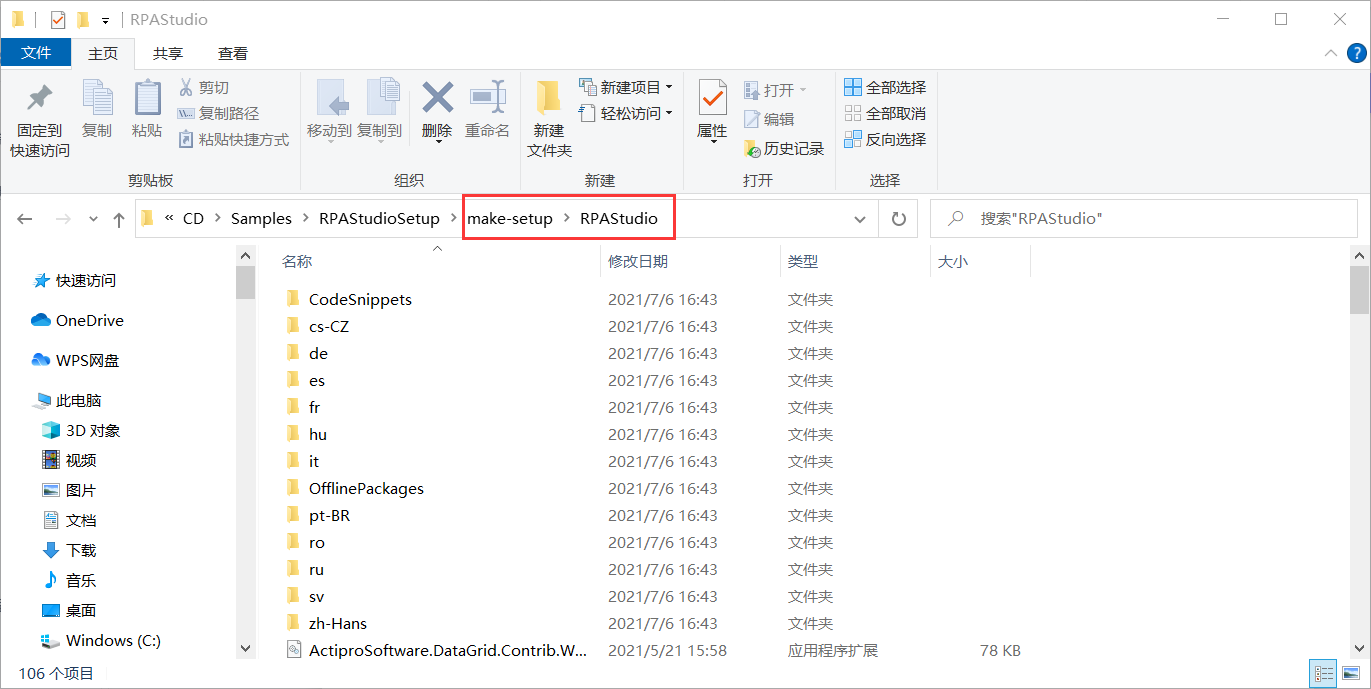 RPAStudio
文件 主页 共享 查看
固定到
快速访问
复制
粘贴
剪切
复制路径
粘贴快捷方式
剪贴板
移动到
复制到
删除
重命名
组织
新建
文件夹
新建项目
轻松访问
新建
属性
打开
编辑
历史记录
打开
全部选择
全部取消
反向选择
选择
« CD > Samples > RPAStudioSetup > make-setup > RPAStudio
搜索"RPAStudio"
快速访问
OneDrive
WPS网盘
此电脑
3D 对象
视频
图片
文档
下载
音乐
桌面
Windows (C:)
名称 修改日期 类型 大小
CodeSnippets 2021/7/6 16:43 文件夹
cs-CZ 2021/7/6 16:43 文件夹
de 2021/7/6 16:43 文件夹
es 2021/7/6 16:43 文件夹
fr 2021/7/6 16:43 文件夹
hu 2021/7/6 16:43 文件夹
it 2021/7/6 16:43 文件夹
OfflinePackages 2021/7/6 16:43 文件夹
pt-BR 2021/7/6 16:43 文件夹
ro 2021/7/6 16:43 文件夹
ru 2021/7/6 16:43 文件夹
sv 2021/7/6 16:43 文件夹
zh-Hans 2021/7/6 16:43 文件夹
ActiproSoftware.DataGrid.Contrib.W... 2021/5/21 15:58 应用程序扩展 78 KB
106 个项目